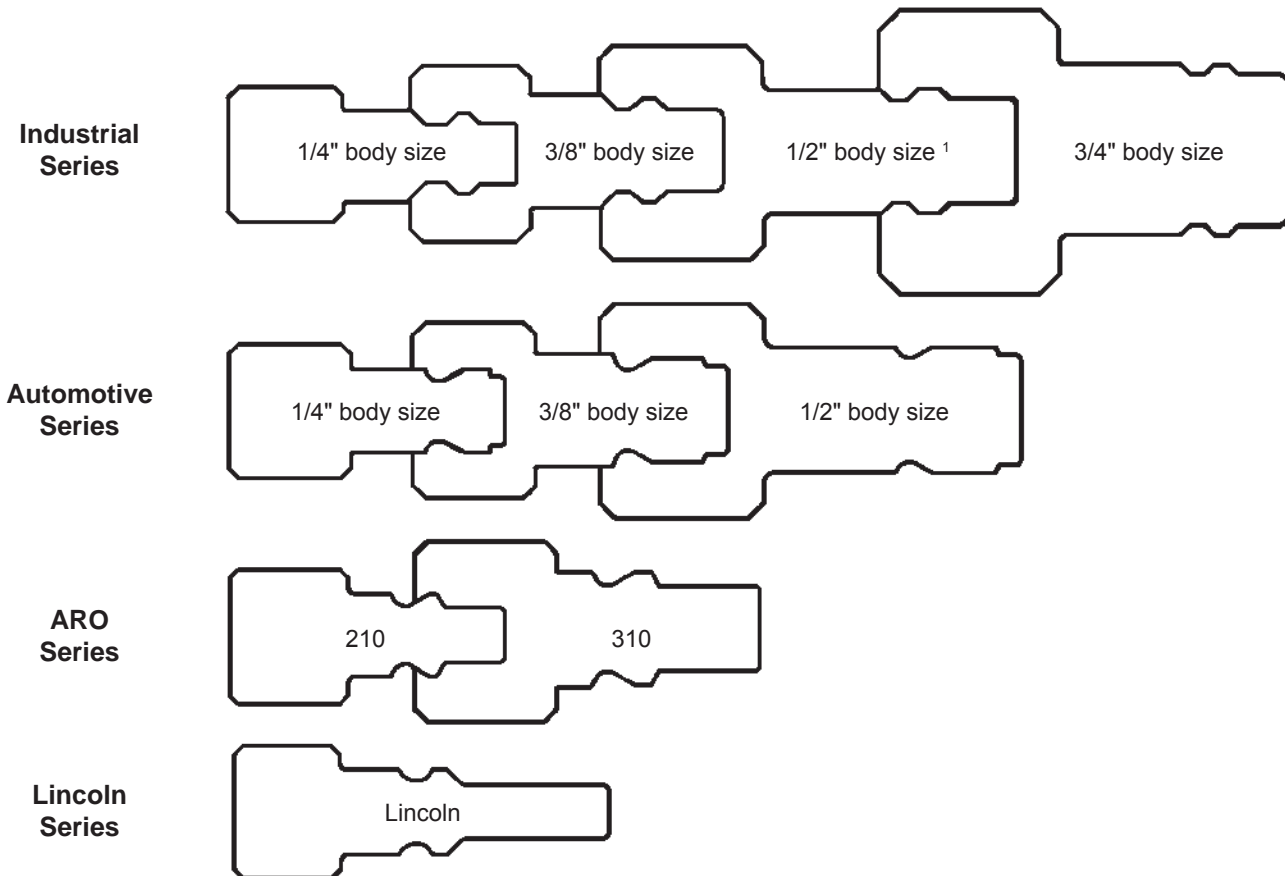 Industrial
Series
1/4" body size
3/8" body size
1/2" body size ¹
3/4" body size
Automotive
Series
1/4" body size
3/8" body size
1/2" body size
ARO
Series
210
310
Lincoln
Series
Lincoln